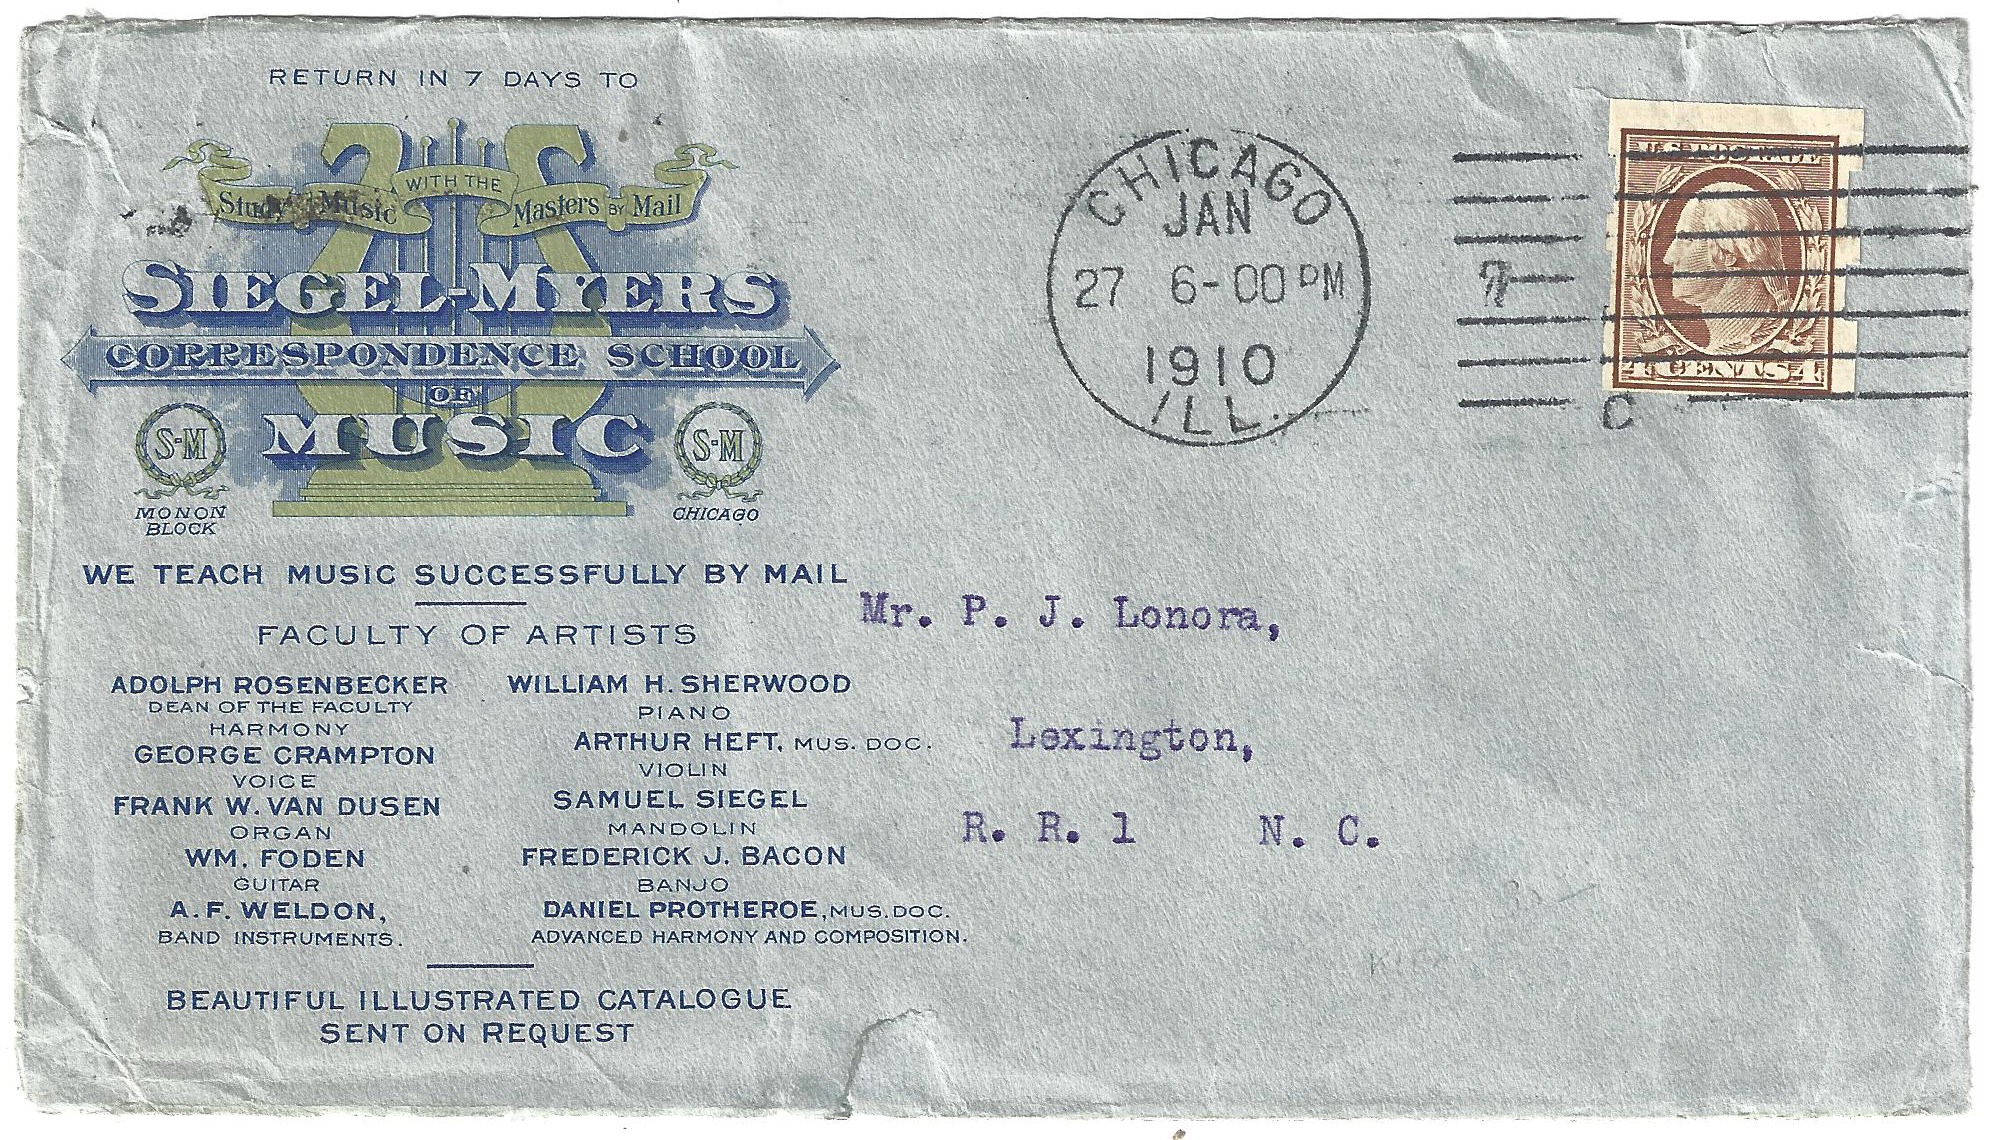 RETURN IN 7 DAYS TO
Study Music WITH THE Masters BY Mail
SIEGEL-MYERS
CORRESPONDENCE SCHOOL
OF
MUSIC
S-M
MONON
BLOCK
S-M
CHICAGO
WE TEACH MUSIC SUCCESSFULLY BY MAIL
FACULTY OF ARTISTS
ADOLPH ROSENBECKER
DEAN OF THE FACULTY
HARMONY
GEORGE CRAMPTON
VOICE
FRANK W. VAN DUSEN
ORGAN
WM. FODEN
GUITAR
A. F. WELDON,
BAND INSTRUMENTS.
WILLIAM H. SHERWOOD
PIANO
ARTHUR HEFT, MUS. DOC.
VIOLIN
SAMUEL SIEGEL
MANDOLIN
FREDERICK J. BACON
BANJO
DANIEL PROTHEROE, MUS. DOC.
ADVANCED HARMONY AND COMPOSITION.
BEAUTIFUL ILLUSTRATED CATALOGUE
SENT ON REQUEST
CHICAGO
JAN
27 6-00 PM
1910
ILL.
C
U.S. POSTAGE
4 CENTS 4
Mr. P. J. Lonora,
Lexington,
R. R. 1 N. C.